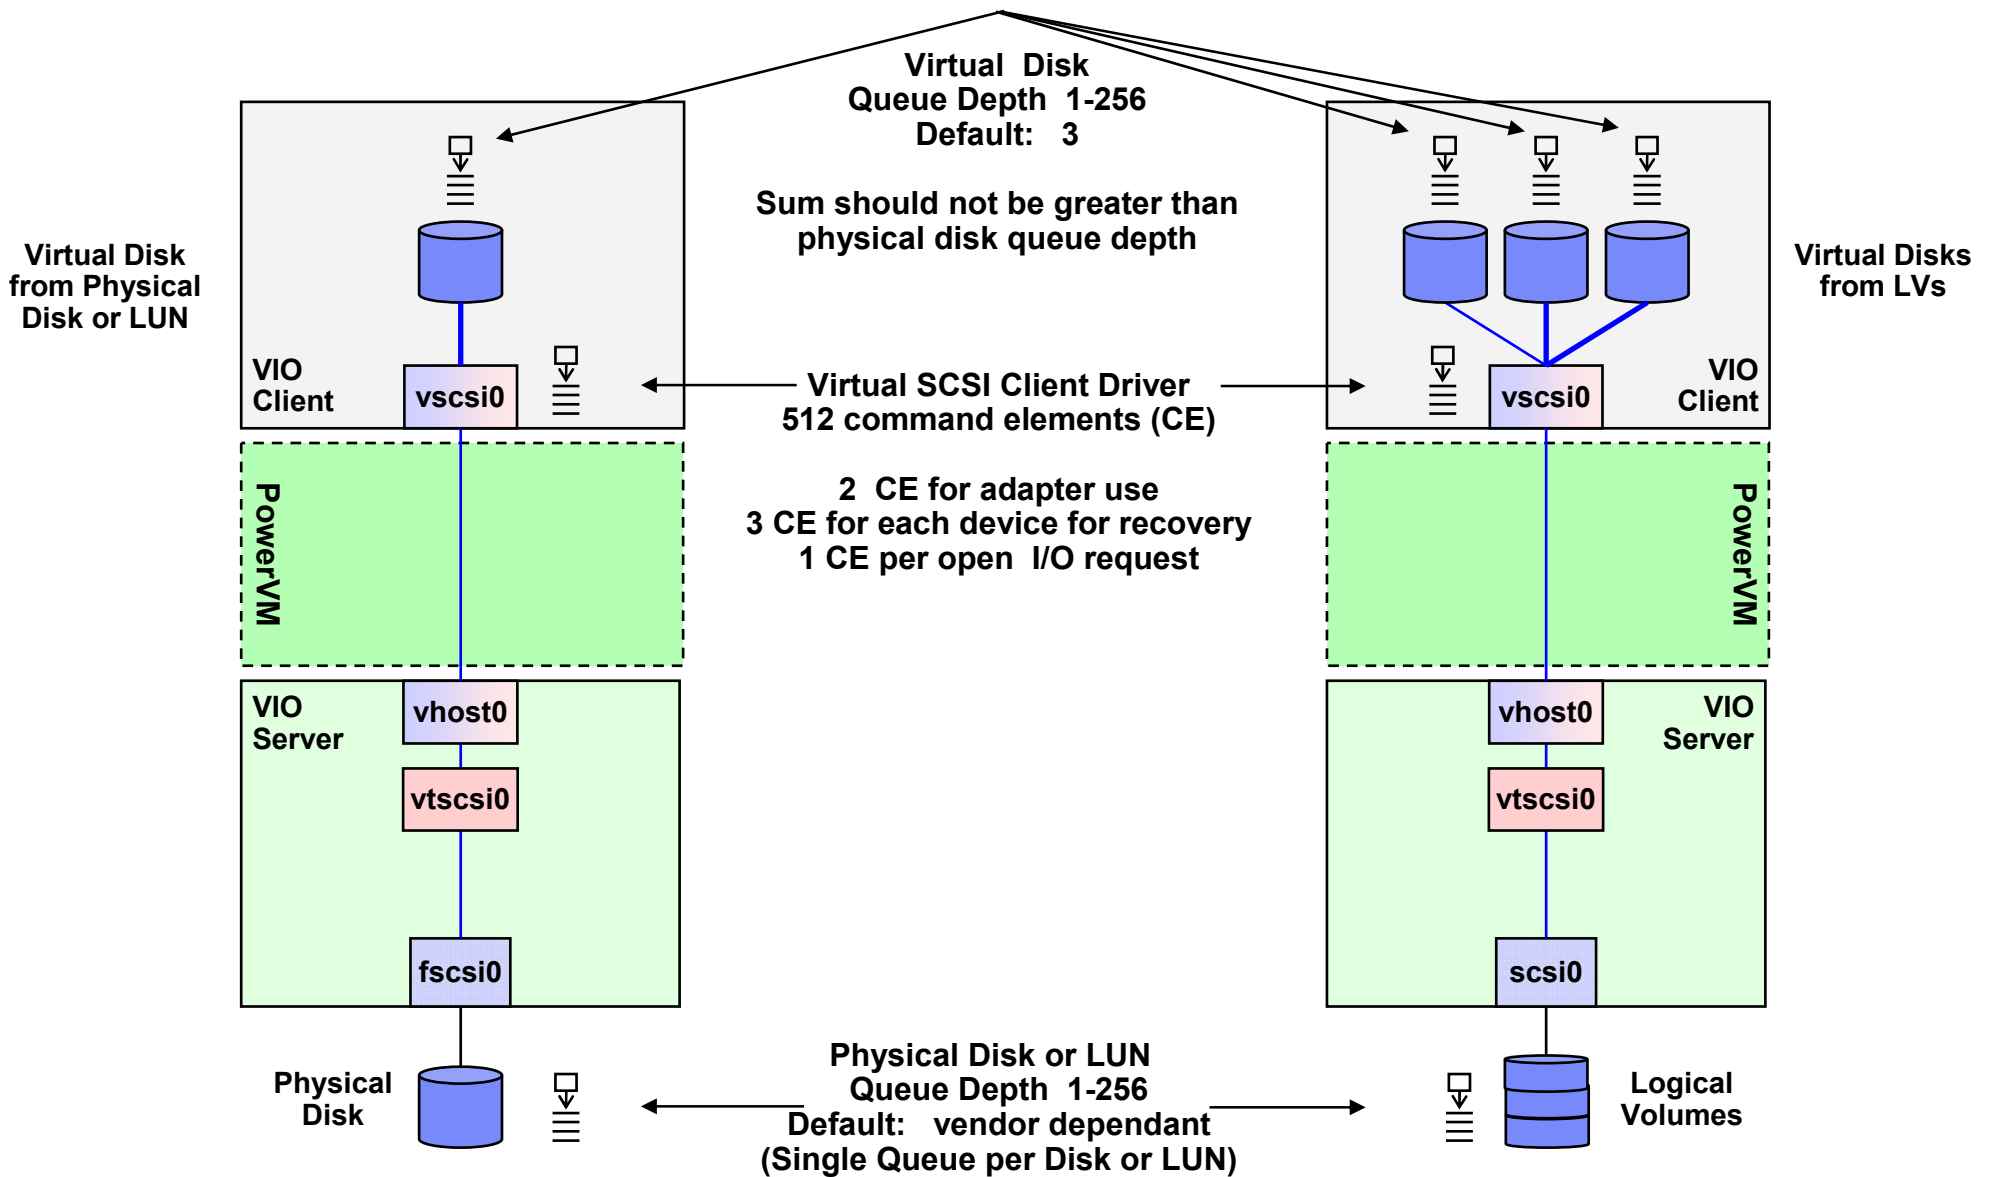 Virtual Disk
Queue Depth 1-256
Default: 3
Sum should not be greater than
physical disk queue depth
Virtual Disk
from Physical
Disk or LUN
Virtual Disks
from LVs
VIO
Client
vscsi0
Virtual SCSI Client Driver
512 command elements (CE)
vscsi0
VIO
Client
2 CE for adapter use
3 CE for each device for recovery
1 CE per open I/O request
PowerVM
PowerVM
VIO
Server
vhost0
vtscsi0
fscsi0
vhost0
VIO
Server
vtscsi0
scsi0
Physical
Disk
Physical Disk or LUN
Queue Depth 1-256
Default: vendor dependant
(Single Queue per Disk or LUN)
Logical
Volumes